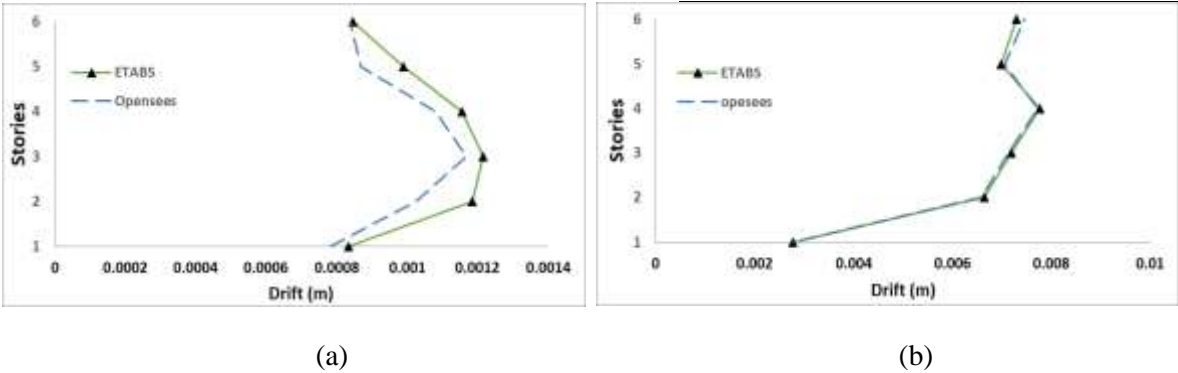 6
5
4
3
2
1
Stories
ETABS
Opensees
0 0.0002 0.0004 0.0006 0.0008 0.001 0.0012 0.0014
Drift (m)
(a)
6
5
4
3
2
1
Stories
ETABS
opesees
0 0.002 0.004 0.006 0.008 0.01
Drift (m)
(b)